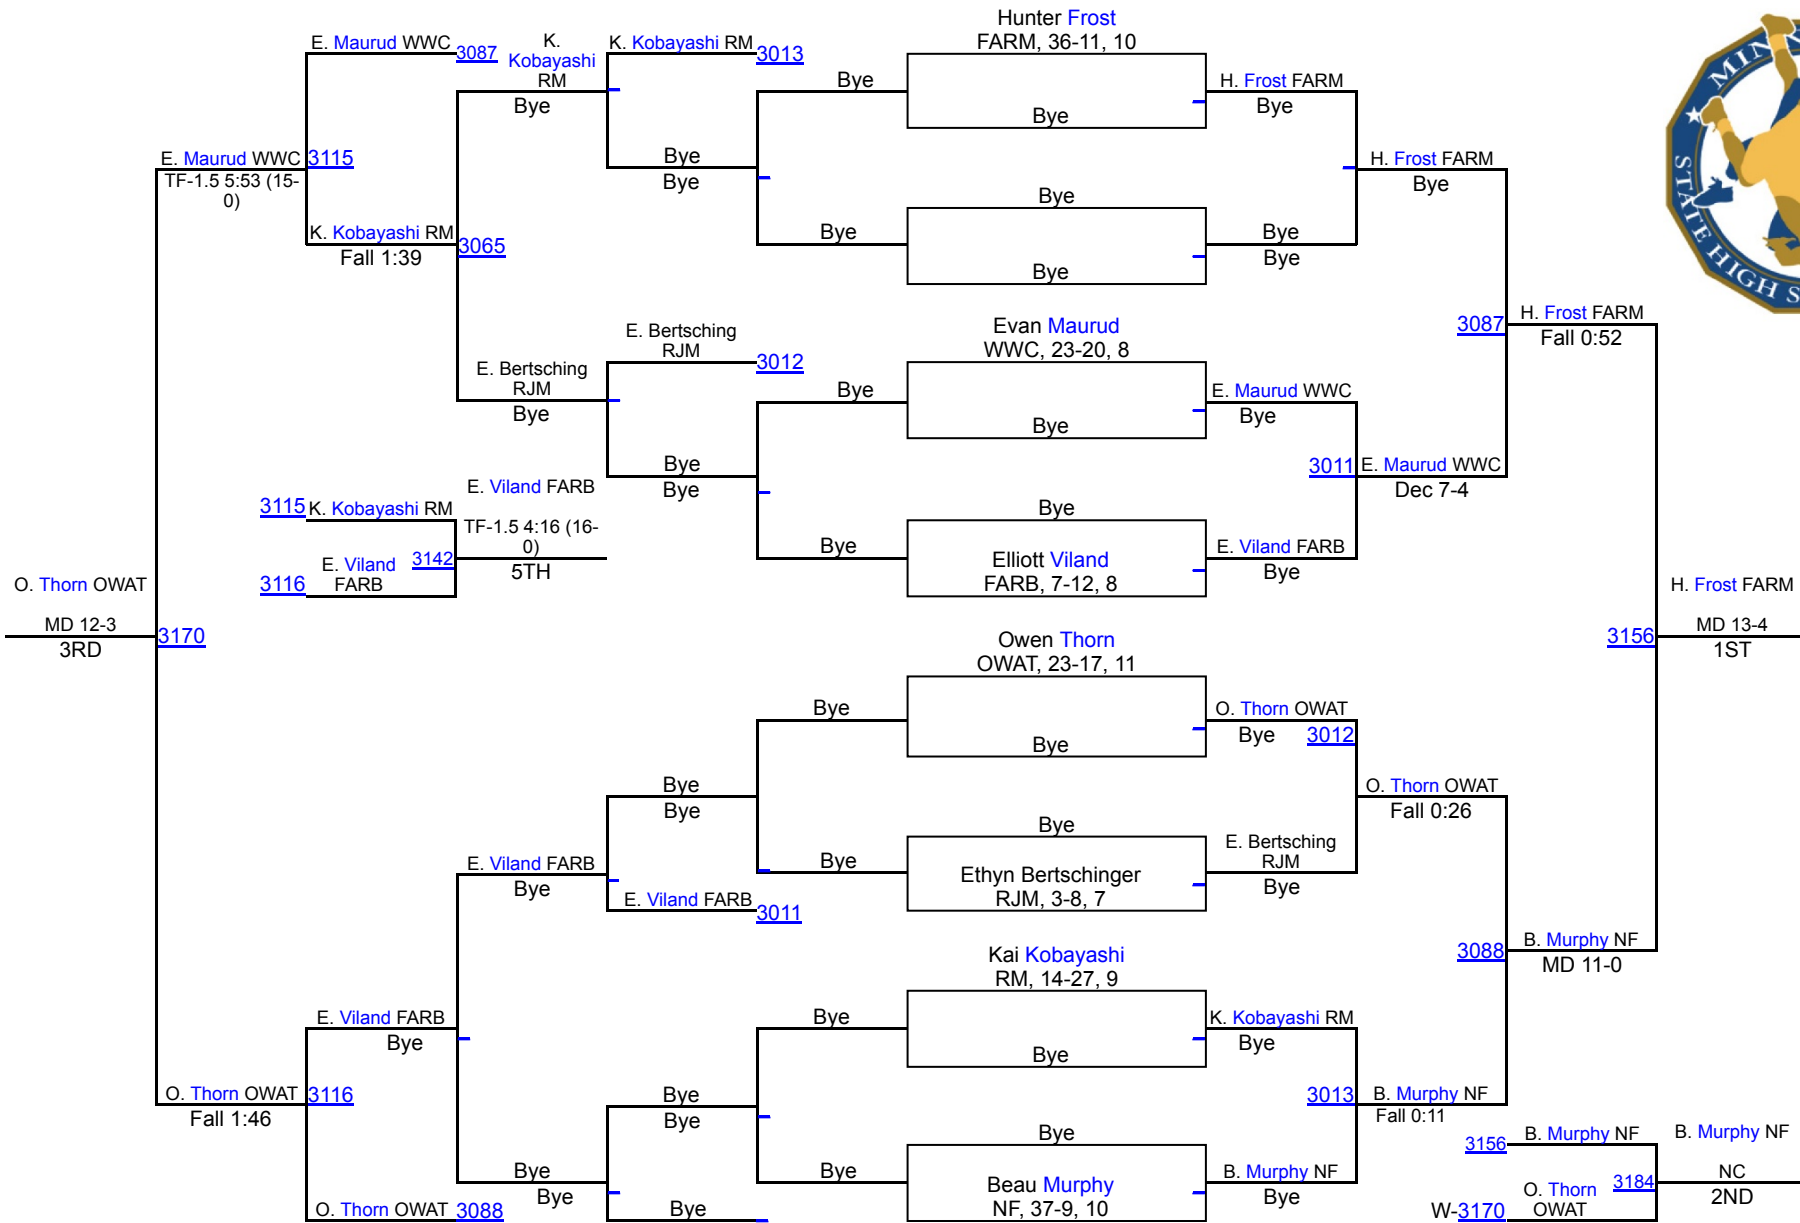 Hunter Frost
FARM, 36-11, 10
E. Maurud WWC
3087
K.
Kobayashi
RM
Bye
K. Kobayashi RM
3013
Bye
Bye
H. Frost FARM
Bye
E. Maurud WWC
3115
TF-1.5 5:53 (15-
0)
Bye
Bye
H. Frost FARM
Bye
Bye
Bye
Bye
Bye
Bye
K. Kobayashi RM
3065
Fall 1:39
Evan Maurud
WWC, 23-20, 8
3087
H. Frost FARM
Fall 0:52
E. Bertsching
RJM
3012
E. Bertsching
RJM
Bye
Bye
Bye
E. Maurud WWC
Bye
Bye
Bye
3011
E. Maurud WWC
Dec 7-4
E. Viland FARB
3115
K. Kobayashi RM
TF-1.5 4:16 (16-
0)
5TH
3142
E. Viland
FARB
3116
Bye
Bye
Elliott Viland
FARB, 7-12, 8
E. Viland FARB
Bye
O. Thorn OWAT
MD 12-3
3RD
3170
H. Frost FARM
3156
MD 13-4
1ST
Owen Thorn
OWAT, 23-17, 11
Bye
Bye
O. Thorn OWAT
Bye
3012
Bye
Bye
O. Thorn OWAT
Fall 0:26
Bye
Bye
Ethyn Bertschinger
RJM, 3-8, 7
E. Bertsching
RJM
Bye
E. Viland FARB
Bye
E. Viland FARB
3011
Kai Kobayashi
RM, 14-27, 9
3088
B. Murphy NF
MD 11-0
E. Viland FARB
Bye
Bye
Bye
K. Kobayashi RM
Bye
O. Thorn OWAT
3116
Fall 1:46
Bye
Bye
3013
B. Murphy NF
Fall 0:11
Bye
Bye
Beau Murphy
NF, 37-9, 10
B. Murphy NF
Bye
Bye
Bye
O. Thorn OWAT
3088
Bye
3156
B. Murphy NF
B. Murphy NF
3184
NC
2ND
O. Thorn
OWAT
W-3170
STATE HIGH S